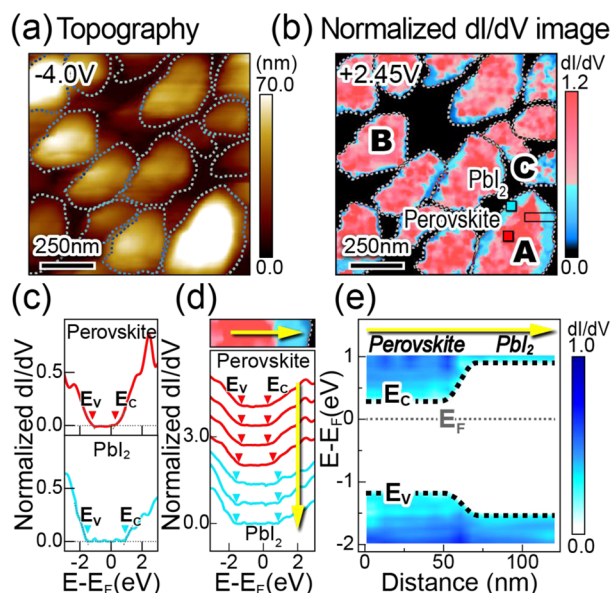 (a) Topography
(nm)
-4.0V
70.0
0.0
250nm
(b) Normalized dI/dV image
dI/dV
+2.45V
1.2
0.0
B
C
PbI2
Perovskite
A
250nm
(c)
Perovskite
Normalized dI/dV
0.5
0.0
EV
EC
PbI2
0.5
0.0
EV
EC
-2 0 2
E-EF(eV)
(d)
Perovskite
Normalized dI/dV
EV
EC
3.0
0.0
PbI2
-2 0 2
E-EF(eV)
(e)
dI/dV
Perovskite PbI2
1.0
0.0
E-EF(eV)
1
0
-1
-2
EC
EF
EV
0 50 100
Distance (nm)